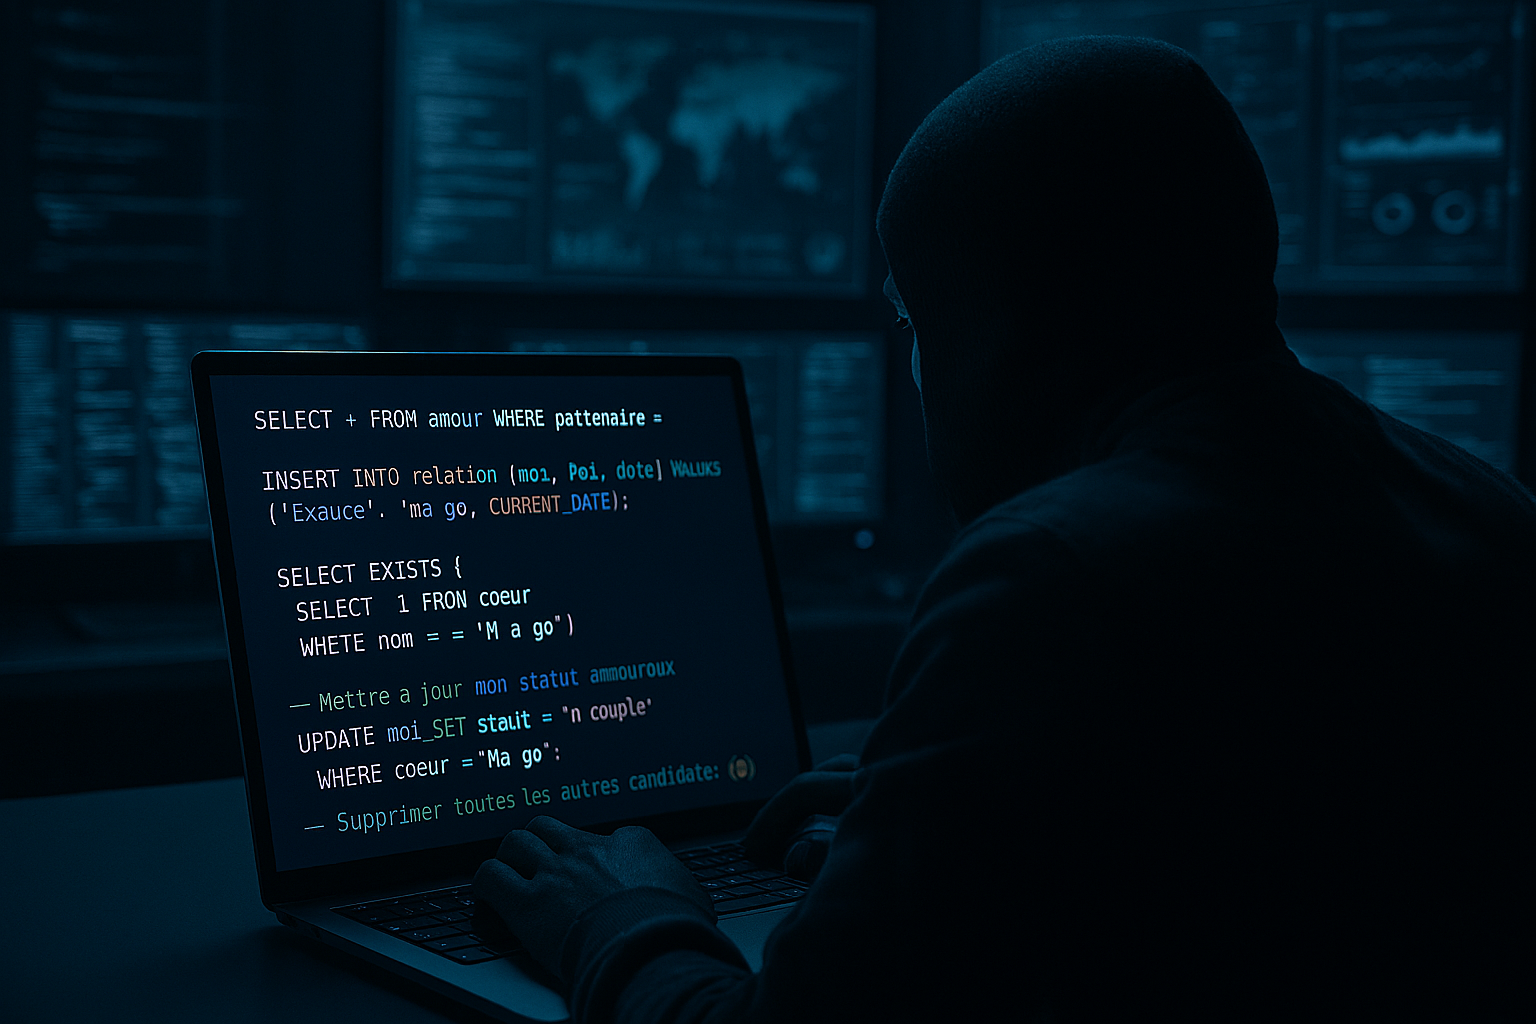 SELECT + FROM amour WHERE pattenaire =
INSERT INTO relation (moı, Poi, dote] WALUKS
('Exauce'. 'ma go, CURRENT_DATE);
SELECT EXISTS {
SELECT 1 FRON coeur
WHETE nom = = 'M a go")
— Mettre a jour mon statut ammouroux
UPDATE moi_SET stauit = "n couple'
WHERE coeur ="Ma go":
— Supprimer toutes les autres candidate: